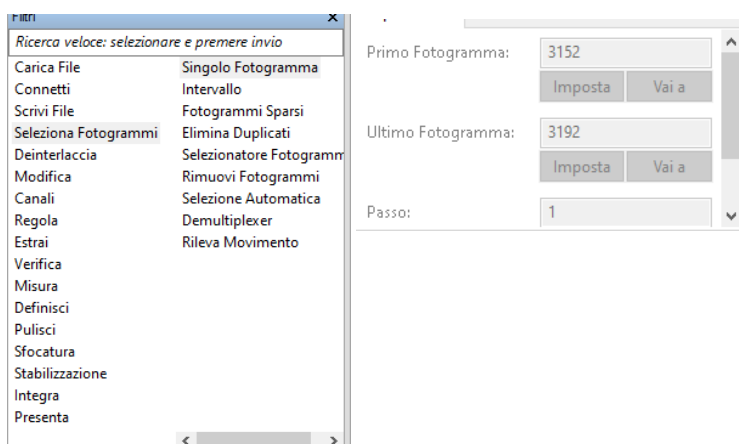 Filtri x
Ricerca veloce: selezionare e premere invio
Carica File
Connetti
Scrivi File
Seleziona Fotogrammi
Deinterlaccia
Modifica
Canali
Regola
Estrai
Verifica
Misura
Definisci
Pulisci
Sfocatura
Stabilizzazione
Integra
Presenta
Singolo Fotogramma
Intervallo
Fotogrammi Sparsi
Elimina Duplicati
Selezionatore Fotogramm
Rimuovi Fotogrammi
Selezione Automatica
Demultiplexer
Rileva Movimento
Primo Fotogramma: 3152
Imposta Vai a
Ultimo Fotogramma: 3192
Imposta Vai a
Passo: 1